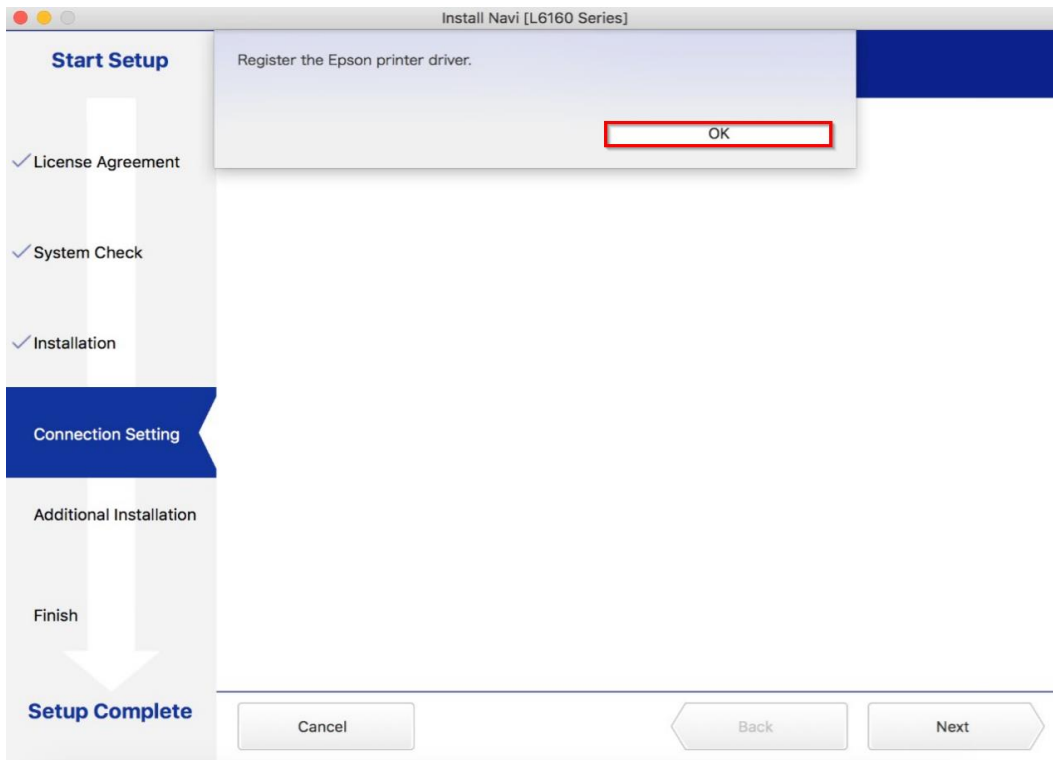 Install Navi [L6160 Series]
Start Setup
Register the Epson printer driver.
OK
License Agreement
System Check
Installation
Connection Setting
Additional Installation
Finish
Setup Complete
Cancel
Back
Next